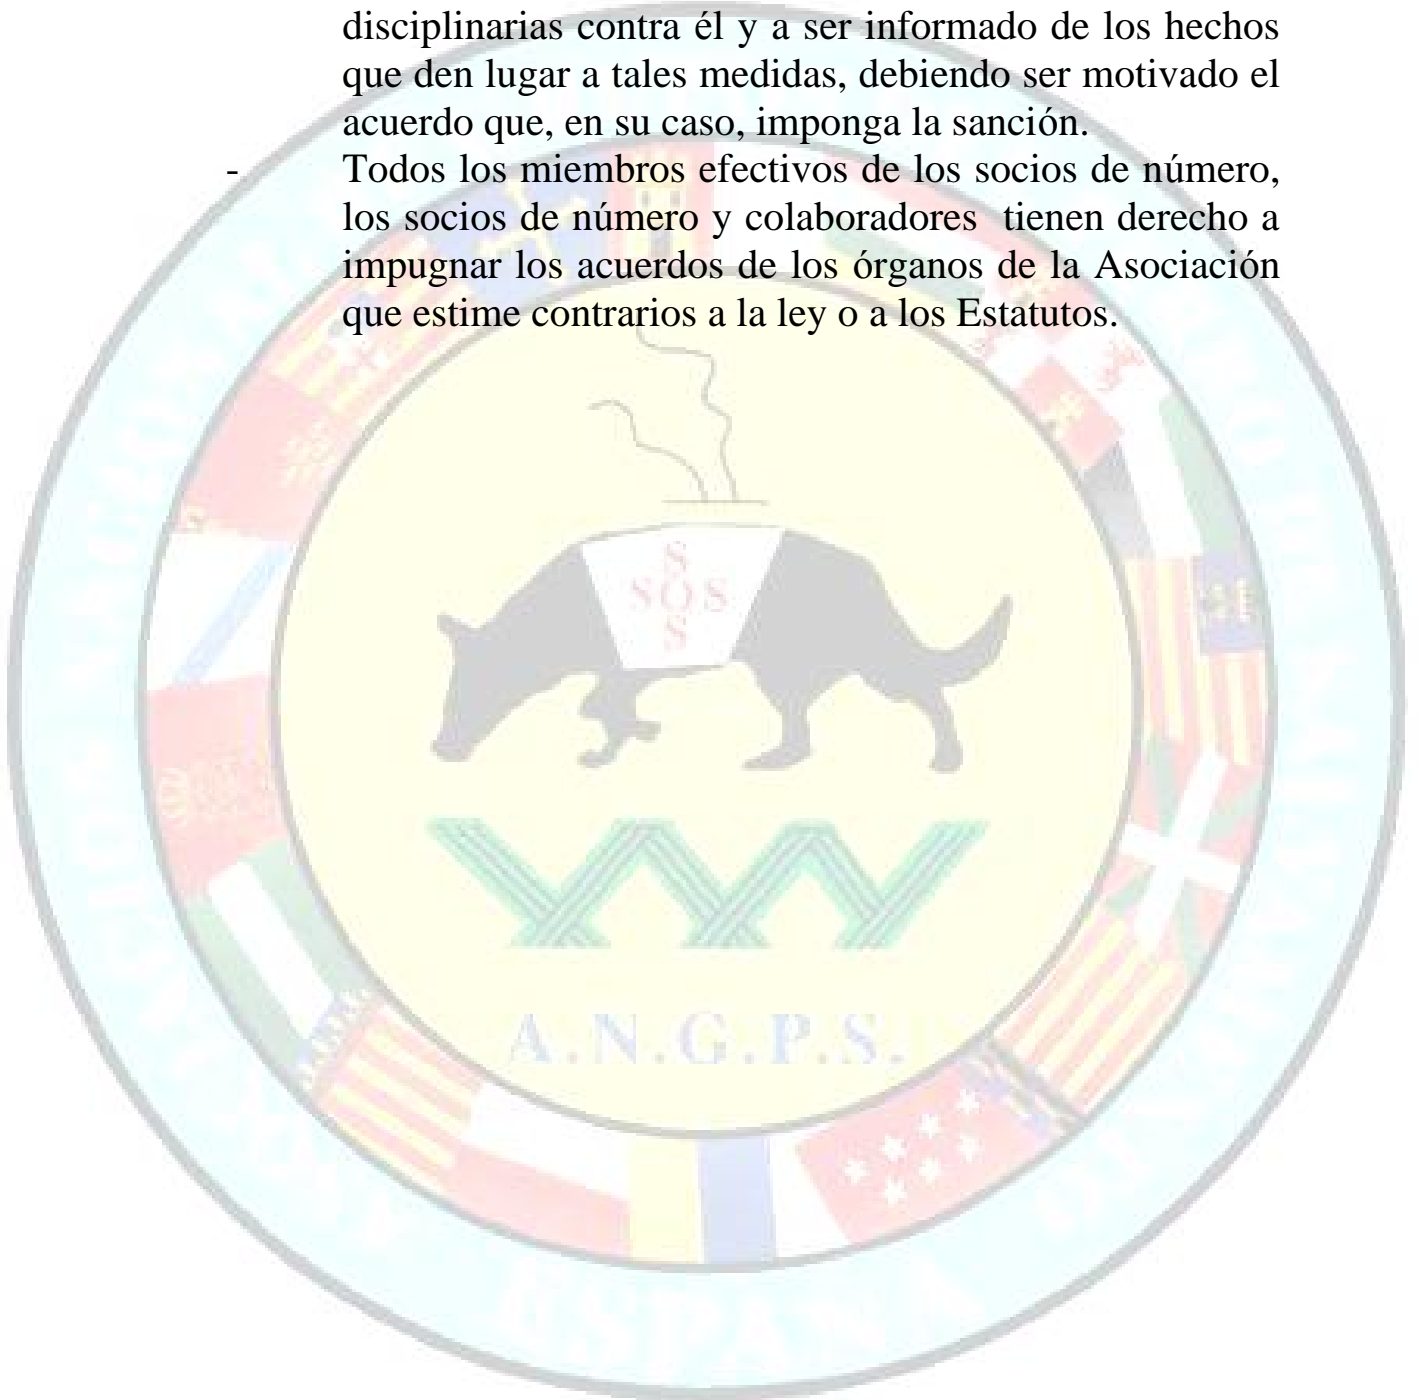 disciplinarias contra él y a ser informado de los hechos
que den lugar a tales medidas, debiendo ser motivado el
acuerdo que, en su caso, imponga la sanción.
- Todos los miembros efectivos de los socios de número,
los socios de número y colaboradores tienen derecho a
impugnar los acuerdos de los órganos de la Asociación
que estime contrarios a la ley o a los Estatutos.
S
SOS
S
A.N.G.P.S.
ESPAÑA